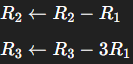 R₂ ← R₂ − R₁
R₃ ← R₃ − 3R₁